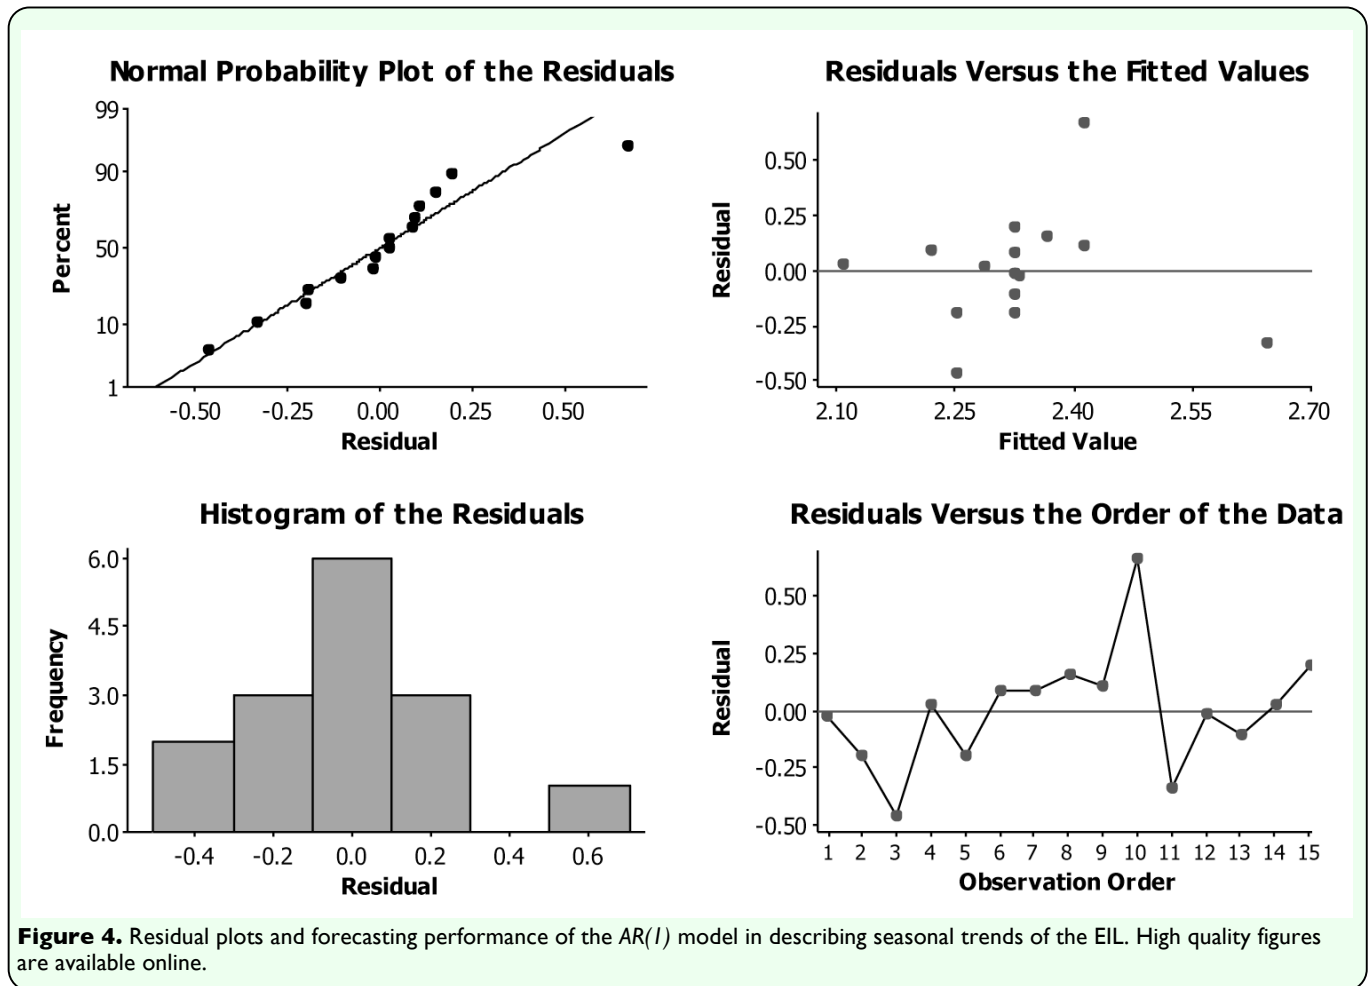 Normal Probability Plot of the Residuals
99
90
50
10
1
Percent
-0.50 -0.25 0.00 0.25 0.50
Residual
Residuals Versus the Fitted Values
0.50
0.25
0.00
-0.25
-0.50
Residual
2.10 2.25 2.40 2.55 2.70
Fitted Value
Histogram of the Residuals
6.0
4.5
3.0
1.5
0.0
Frequency
-0.4 -0.2 0.0 0.2 0.4 0.6
Residual
Residuals Versus the Order of the Data
0.50
0.25
0.00
-0.25
-0.50
Residual
1 2 3 4 5 6 7 8 9 10 11 12 13 14 15
Observation Order
Figure 4. Residual plots and forecasting performance of the AR(1) model in describing seasonal trends of the EIL. High quality figures
are available online.